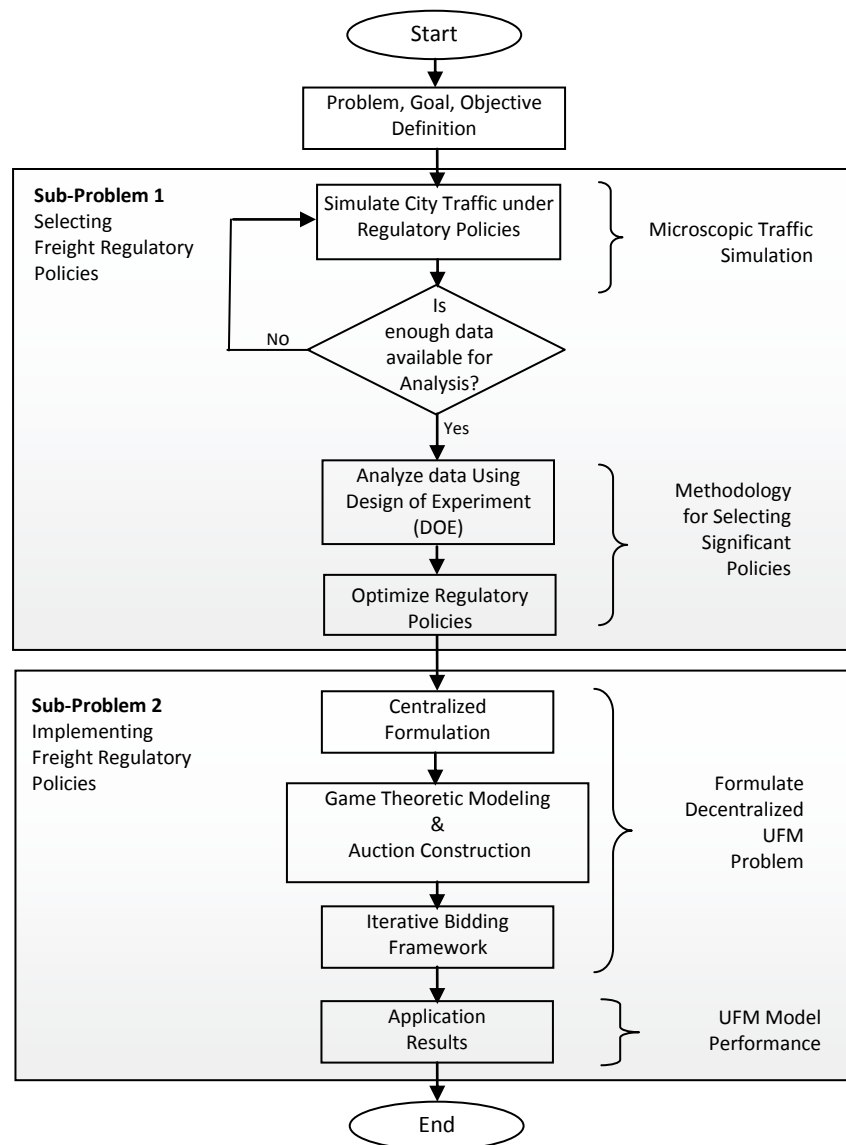 Start
Problem, Goal, Objective
Definition
Sub-Problem 1
Selecting
Freight Regulatory
Policies
Simulate City Traffic under
Regulatory Policies
Microscopic Traffic
Simulation
Is
enough data
available for
Analysis?
No
Yes
Analyze data Using
Design of Experiment
(DOE)
Methodology
for Selecting
Significant
Policies
Optimize Regulatory
Policies
Sub-Problem 2
Implementing
Freight Regulatory
Policies
Centralized
Formulation
Game Theoretic Modeling
&
Auction Construction
Formulate
Decentralized
UFM
Problem
Iterative Bidding
Framework
Application
Results
UFM Model
Performance
End